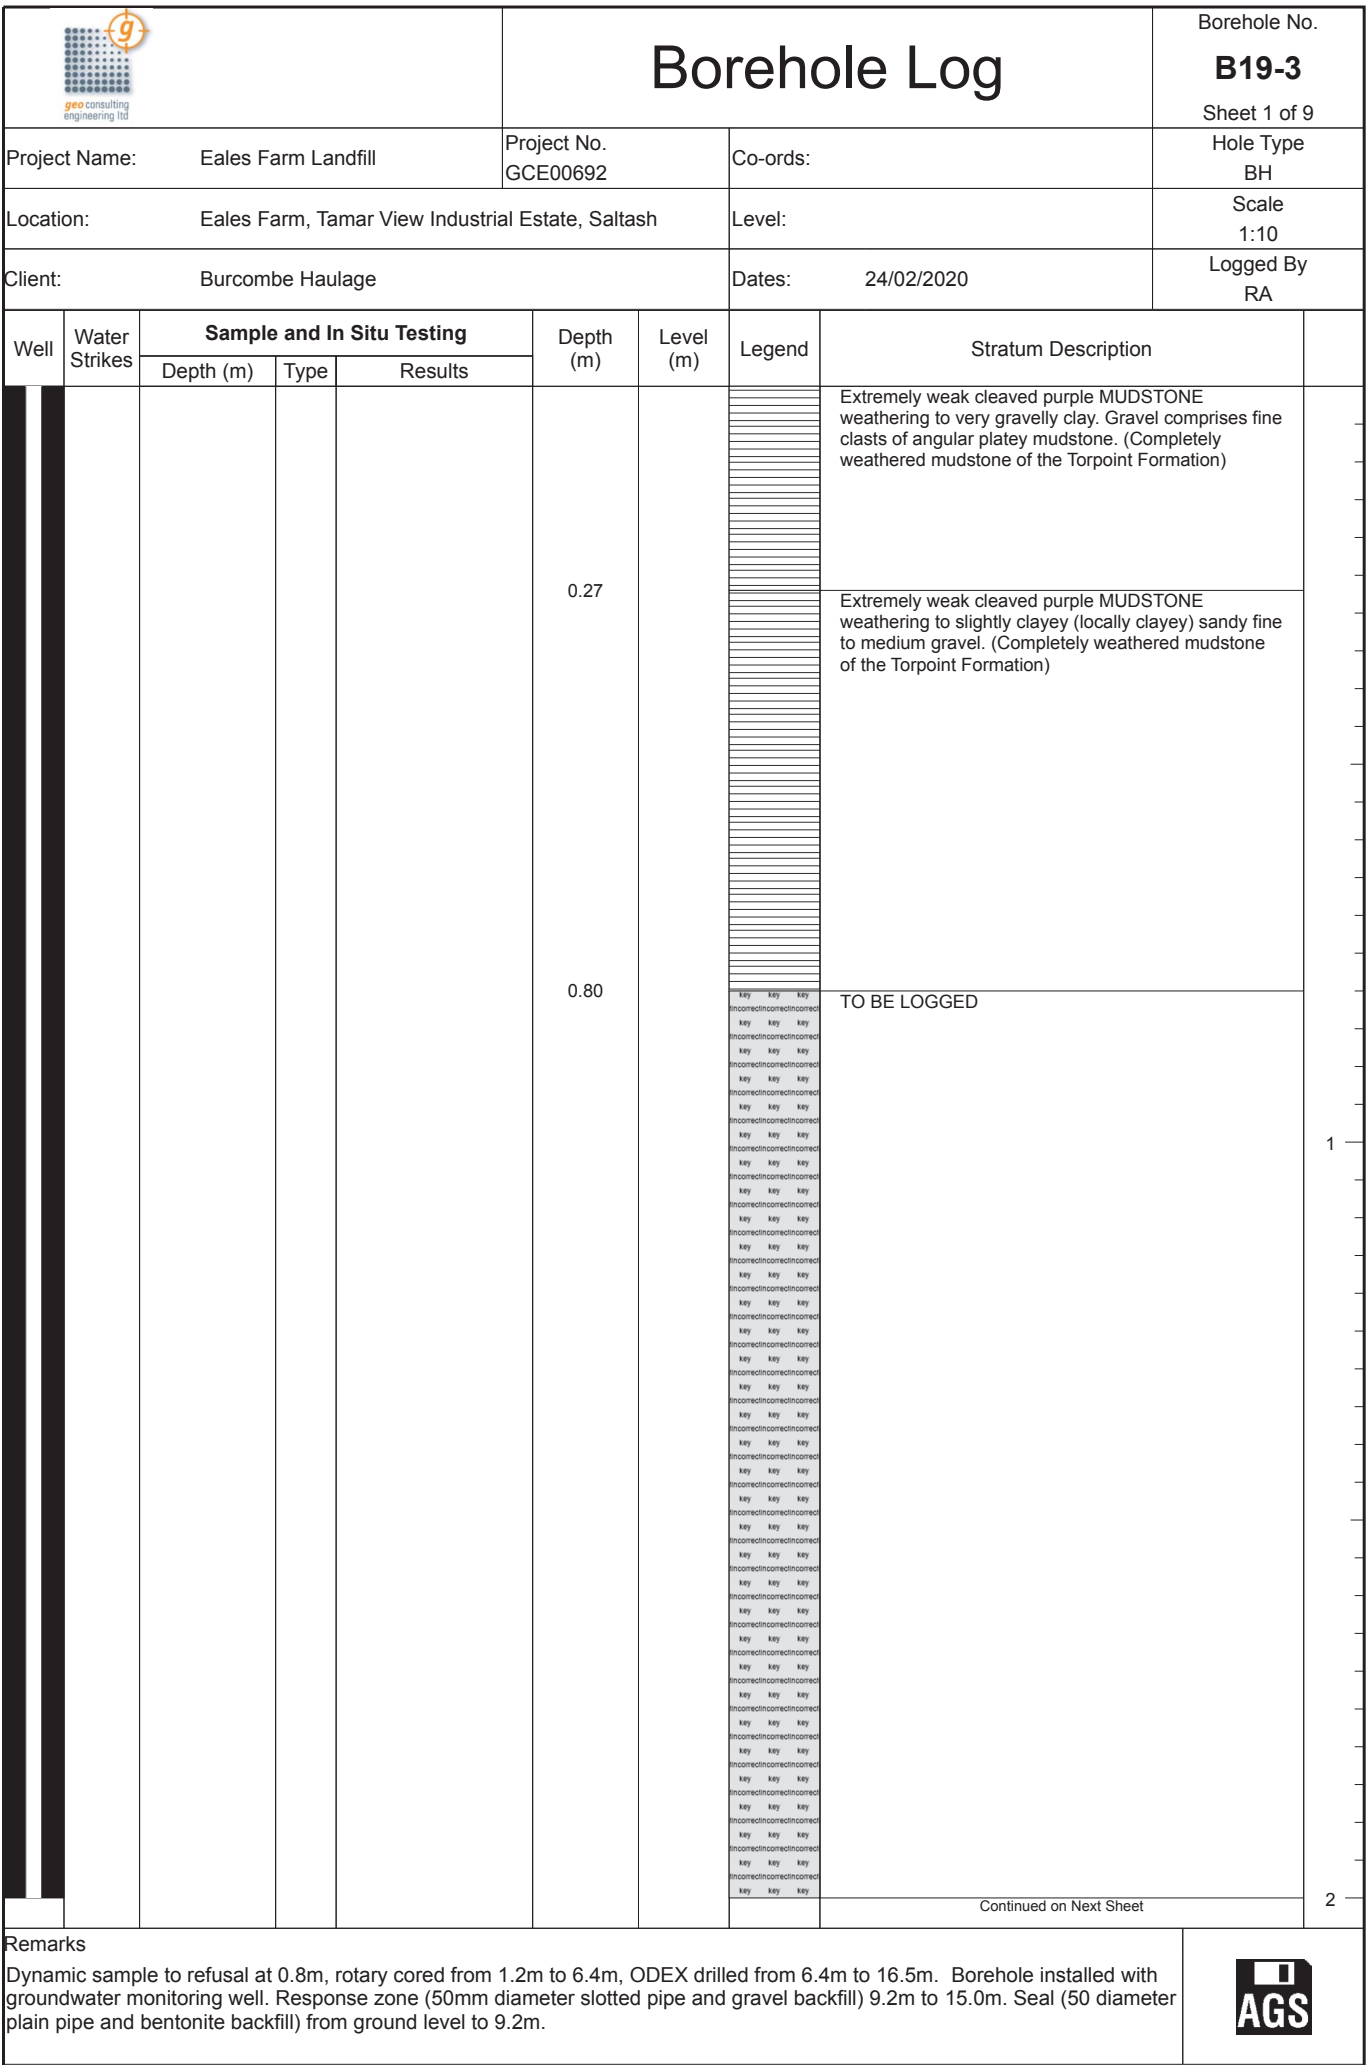 g
geo consulting
engineering ltd
Borehole Log
Borehole No.
B19-3
Sheet 1 of 9
Project Name: Eales Farm Landfill
Project No.
GCE00692
Co-ords:
Hole Type
BH
Location: Eales Farm, Tamar View Industrial Estate, Saltash
Level:
Scale
1:10
Client: Burcombe Haulage
Dates: 24/02/2020
Logged By
RA
Well
Water
Strikes
Sample and In Situ Testing
Depth (m) Type Results
Depth
(m)
Level
(m)
Legend
Stratum Description
Extremely weak cleaved purple MUDSTONE
weathering to very gravelly clay. Gravel comprises fine
clasts of angular platey mudstone. (Completely
weathered mudstone of the Torpoint Formation)
0.27
Extremely weak cleaved purple MUDSTONE
weathering to slightly clayey (locally clayey) sandy fine
to medium gravel. (Completely weathered mudstone
of the Torpoint Formation)
0.80
TO BE LOGGED
key key key
1
2
Continued on Next Sheet
Remarks
Dynamic sample to refusal at 0.8m, rotary cored from 1.2m to 6.4m, ODEX drilled from 6.4m to 16.5m. Borehole installed with
groundwater monitoring well. Response zone (50mm diameter slotted pipe and gravel backfill) 9.2m to 15.0m. Seal (50 diameter
plain pipe and bentonite backfill) from ground level to 9.2m.
AGS